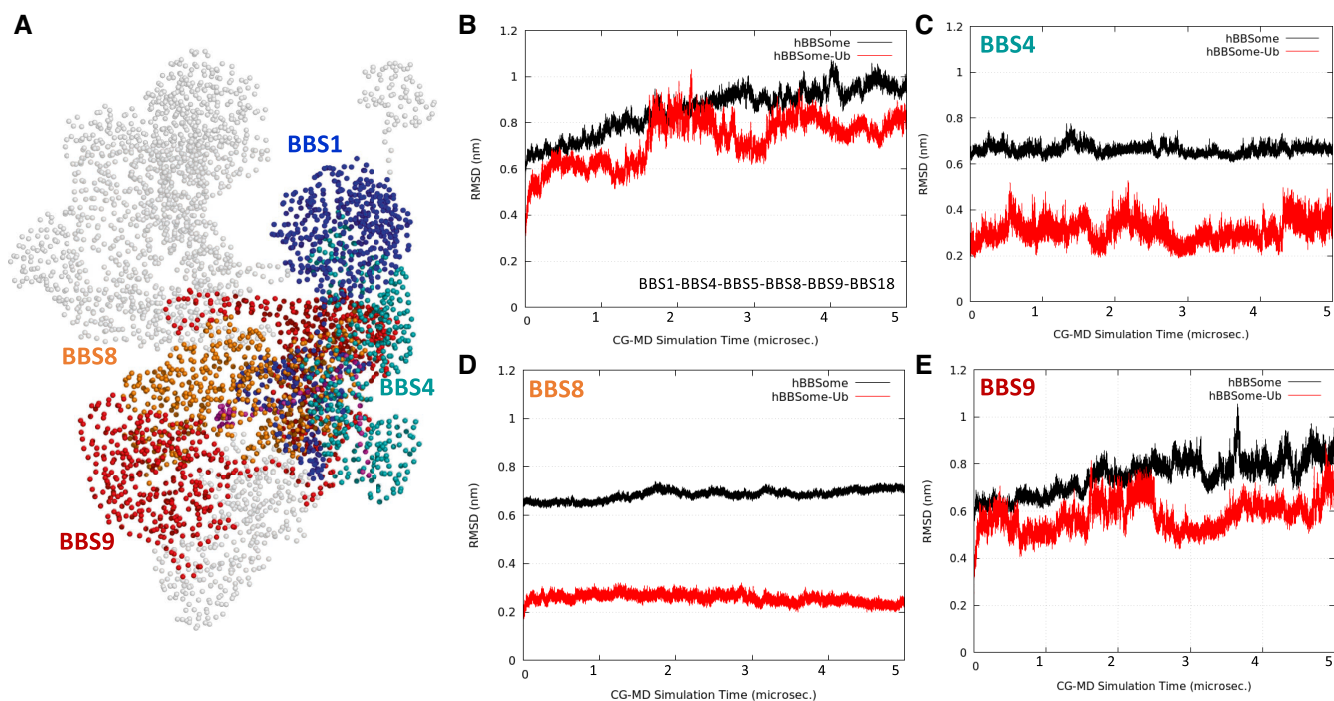 A
BBS1
BBS8
BBS4
BBS9
B
1.2
1
0.8
0.6
0.4
0.2
0
RMSD (nm)
hBBSome
hBBSome-Ub
BBS1-BBS4-BBS5-BBS8-BBS9-BBS18
0 1 2 3 4 5
CG-MD Simulation Time (microsec.)
C
BBS4
1.2
1
0.8
0.6
0.4
0.2
0
RMSD (nm)
hBBSome
hBBSome-Ub
0 1 2 3 4 5
CG-MD Simulation Time (microsec.)
D
BBS8
1.2
1
0.8
0.6
0.4
0.2
0
RMSD (nm)
hBBSome
hBBSome-Ub
0 1 2 3 4 5
CG-MD Simulation Time (microsec.)
E
BBS9
1.2
1
0.8
0.6
0.4
0.2
0
RMSD (nm)
hBBSome
hBBSome-Ub
0 1 2 3 4 5
CG-MD Simulation Time (microsec.)